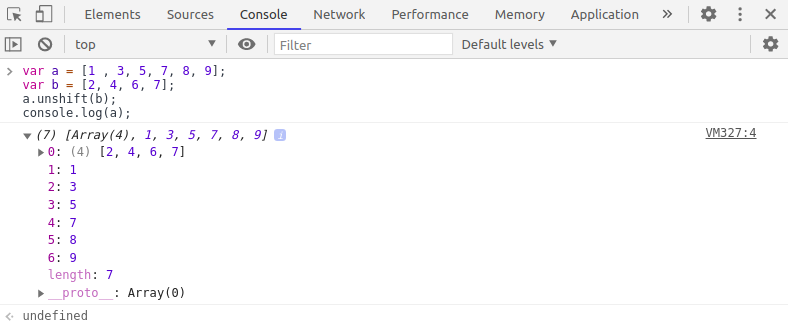 Elements Sources Console Network Performance Memory Application »
top Filter Default levels
var a = [1 , 3, 5, 7, 8, 9];
var b = [2, 4, 6, 7];
a.unshift(b);
console.log(a);
(7) [Array(4), 1, 3, 5, 7, 8, 9] i VM327:4
0: (4) [2, 4, 6, 7]
1: 1
2: 3
3: 5
4: 7
5: 8
6: 9
length: 7
__proto__: Array(0)
undefined